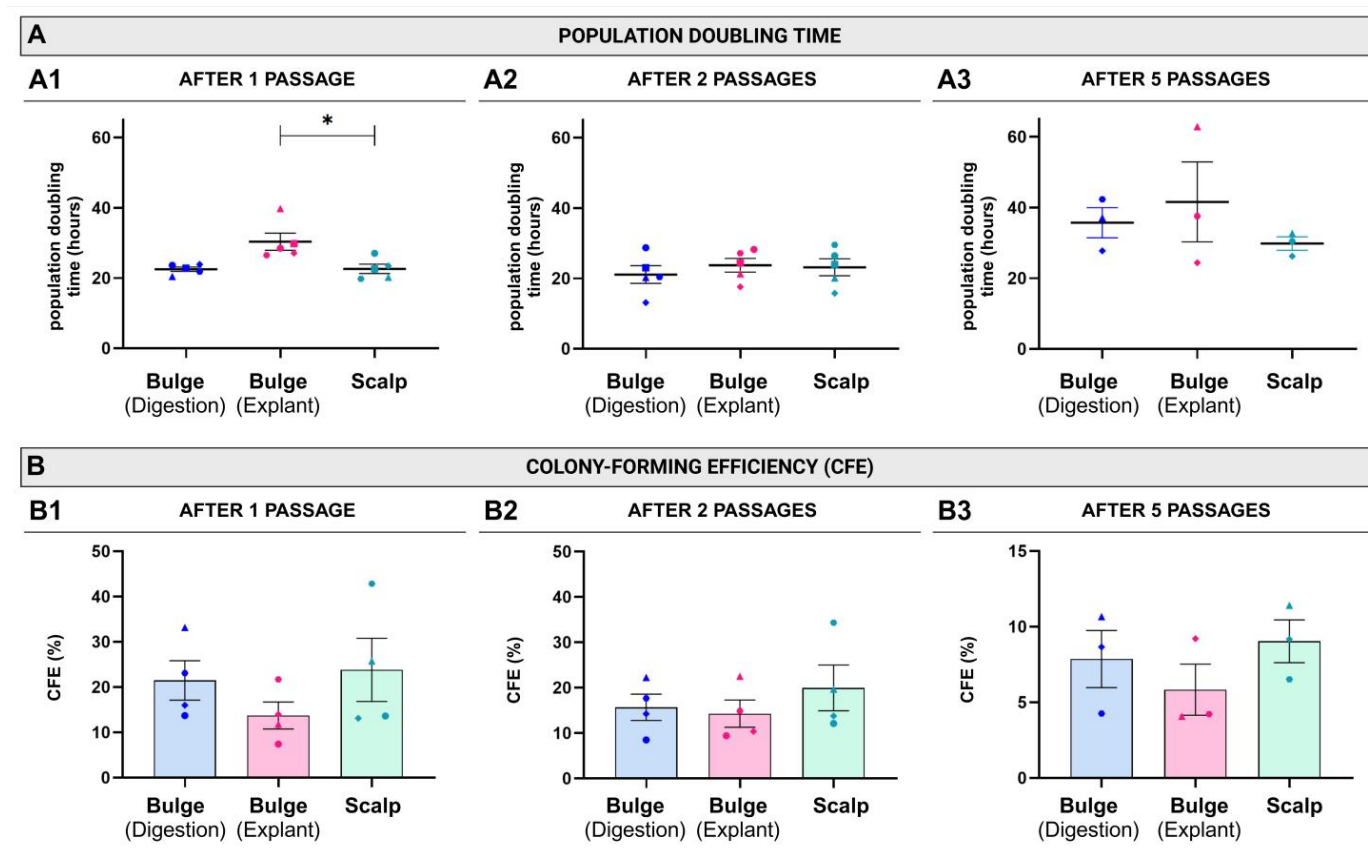 A POPULATION DOUBLING TIME
A1 AFTER 1 PASSAGE
population doubling
time (hours)
60
40
20
0
*
Bulge Bulge Scalp
(Digestion) (Explant)
A2 AFTER 2 PASSAGES
population doubling
time (hours)
60
40
20
0
Bulge Bulge Scalp
(Digestion) (Explant)
A3 AFTER 5 PASSAGES
population doubling
time (hours)
60
40
20
0
Bulge Bulge Scalp
(Digestion) (Explant)
B COLONY-FORMING EFFICIENCY (CFE)
B1 AFTER 1 PASSAGE
CFE (%)
50
40
30
20
10
0
Bulge Bulge Scalp
(Digestion) (Explant)
B2 AFTER 2 PASSAGES
CFE (%)
50
40
30
20
10
0
Bulge Bulge Scalp
(Digestion) (Explant)
B3 AFTER 5 PASSAGES
CFE (%)
15
10
5
0
Bulge Bulge Scalp
(Digestion) (Explant)